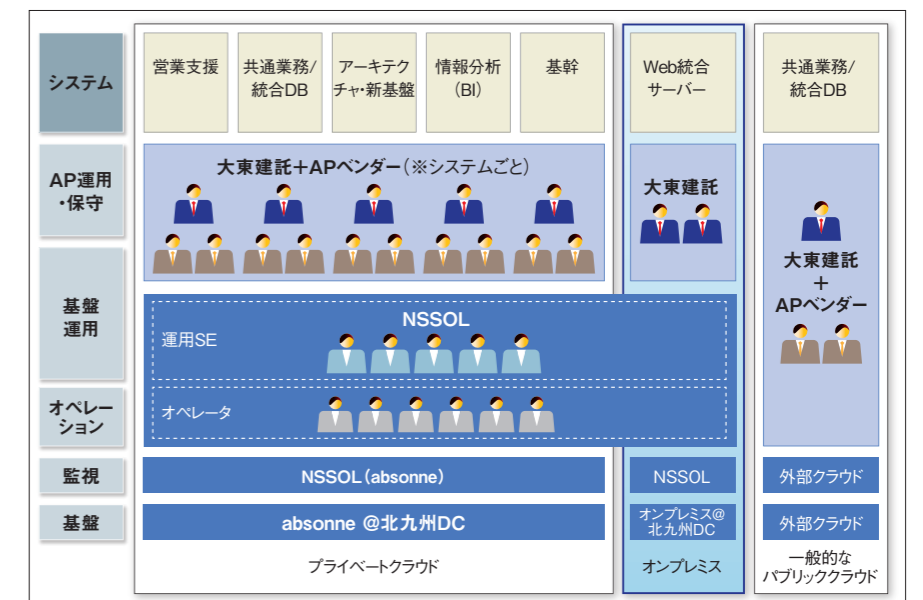 システム
営業支援
共通業務/
統合DB
アーキテク
チャ・新基盤
情報分析
(BI)
基幹
Web統合
サーバー
共通業務/
統合DB
AP運用
・保守
大東建託＋APベンダー(※システムごと)
大東建託
大東建託
＋
APベンダー
基盤
運用
NSSOL
運用SE
オペレー
ション
オペレータ
監視
NSSOL(absonne)
NSSOL
外部クラウド
基盤
absonne @北九州DC
オンプレミス@
北九州DC
外部クラウド
プライベートクラウド
オンプレミス
一般的な
パブリッククラウド